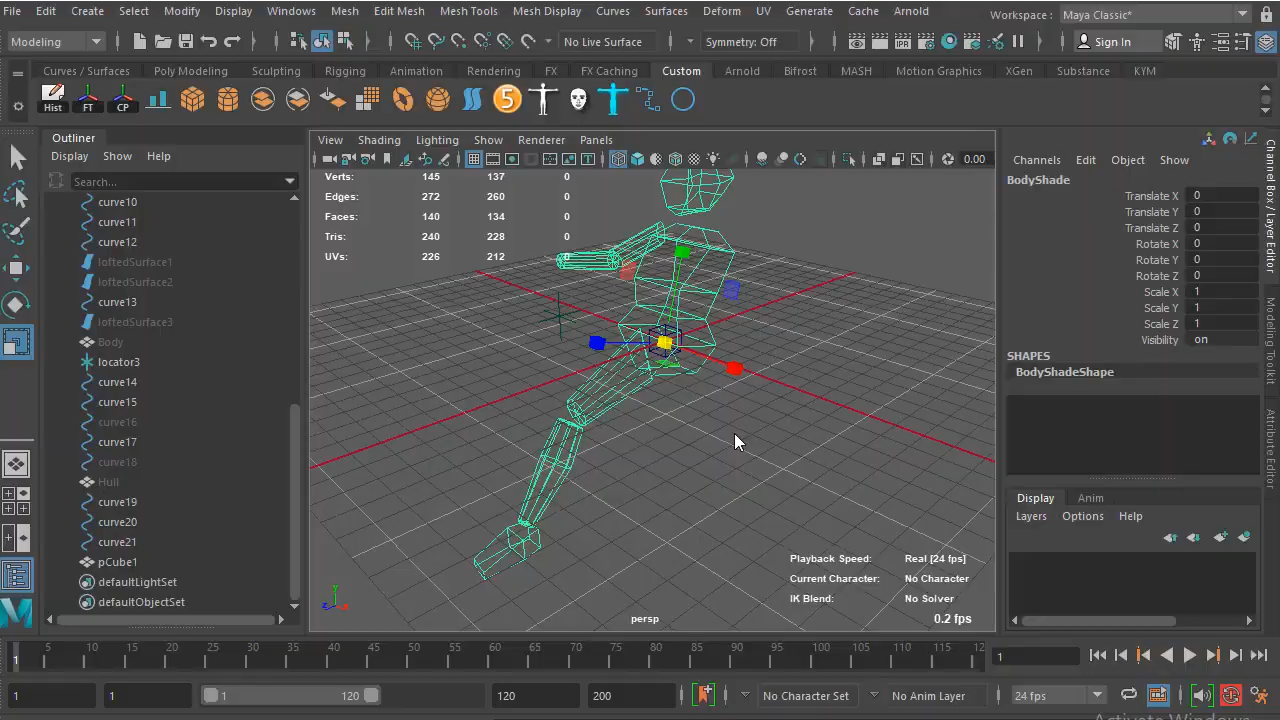 File Edit Create Select Modify Display Windows Mesh Edit Mesh Mesh Tools Mesh Display Curves Surfaces Deform UV Generate Cache Arnold Workspace : Maya Classic*
Modeling No Live Surface Symmetry: Off IPR Sign In
Curves / Surfaces Poly Modeling Sculpting Rigging Animation Rendering FX FX Caching Custom Arnold Bifrost MASH Motion Graphics XGen Substance KYM
Hist FT CP 5
Outliner
Display Show Help
Search...
curve10
curve11
curve12
loftedSurface1
loftedSurface2
curve13
loftedSurface3
Body
locator3
curve14
curve15
curve16
curve17
curve18
Hull
curve19
curve20
curve21
pCube1
defaultLightSet
defaultObjectSet
View Shading Lighting Show Renderer Panels
0.00
Verts: 145 137 0
Edges: 272 260 0
Faces: 140 134 0
Tris: 240 228 0
UVs: 226 212 0
Playback Speed: Real [24 fps]
Current Character: No Character
IK Blend: No Solver
persp 0.2 fps
y
z x
Channels Edit Object Show
BodyShade
Translate X 0
Translate Y 0
Translate Z 0
Rotate X 0
Rotate Y 0
Rotate Z 0
Scale X 1
Scale Y 1
Scale Z 1
Visibility on
SHAPES
BodyShadeShape
Display Anim
Layers Options Help
Channel Box / Layer Editor
Modeling Toolkit
Attribute Editor
1 5 10 15 20 25 30 35 40 45 50 55 60 65 70 75 80 85 90 95 100 105 110 115 12 1
1 1 1 120 120 200 No Character Set No Anim Layer 24 fps